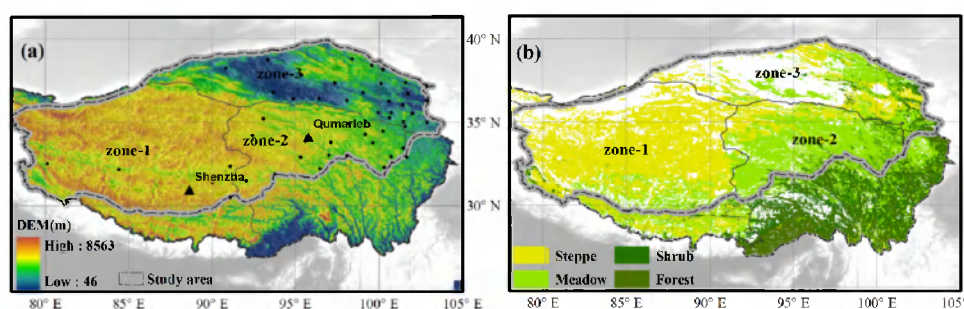 (a)
40° N
zone-3
Qumarleb
35° N
zone-2
zone-1
Shenzha
30° N
DEM(m)
High : 8563
Low : 46
Study area
80° E 85° E 90° E 95° E 100° E 105° E
(b)
zone-3
zone-2
zone-1
Steppe
Shrub
Meadow
Forest
80° E 85° E 90° E 95° E 100° E 105°